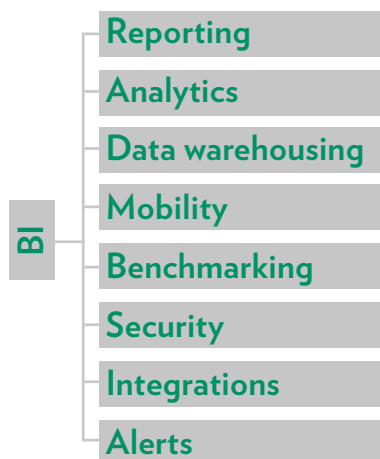 Reporting
Analytics
Data warehousing
Mobility
BI
Benchmarking
Security
Integrations
Alerts